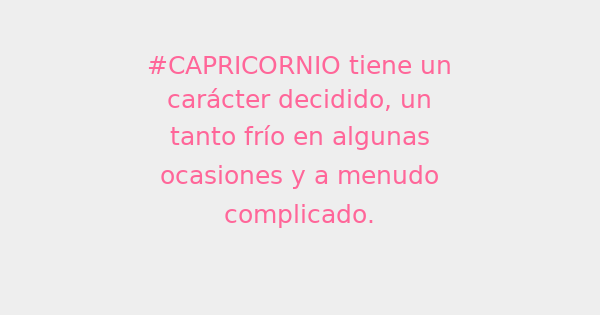 #CAPRICORNIO tiene un
carácter decidido, un
tanto frío en algunas
ocasiones y a menudo
complicado.